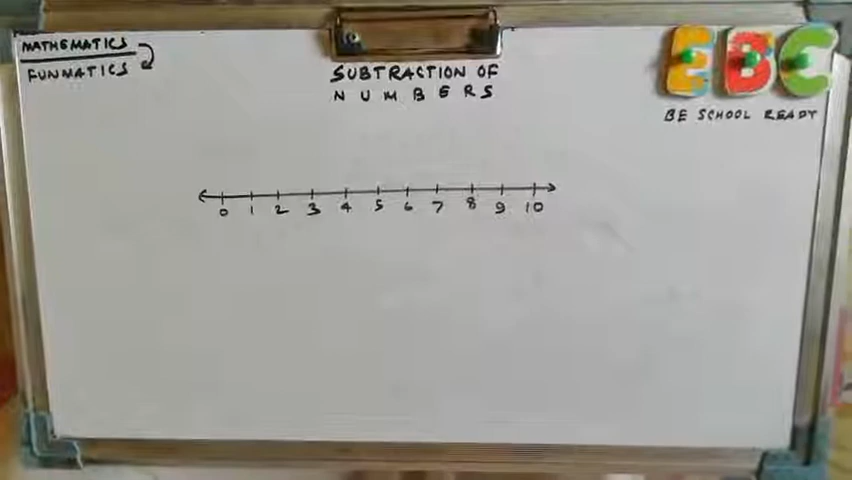 MATHEMATICS
FUNMATICS
SUBTRACTION OF
NUMBERS
EBC
BE SCHOOL READY
0 1 2 3 4 5 6 7 8 9 10